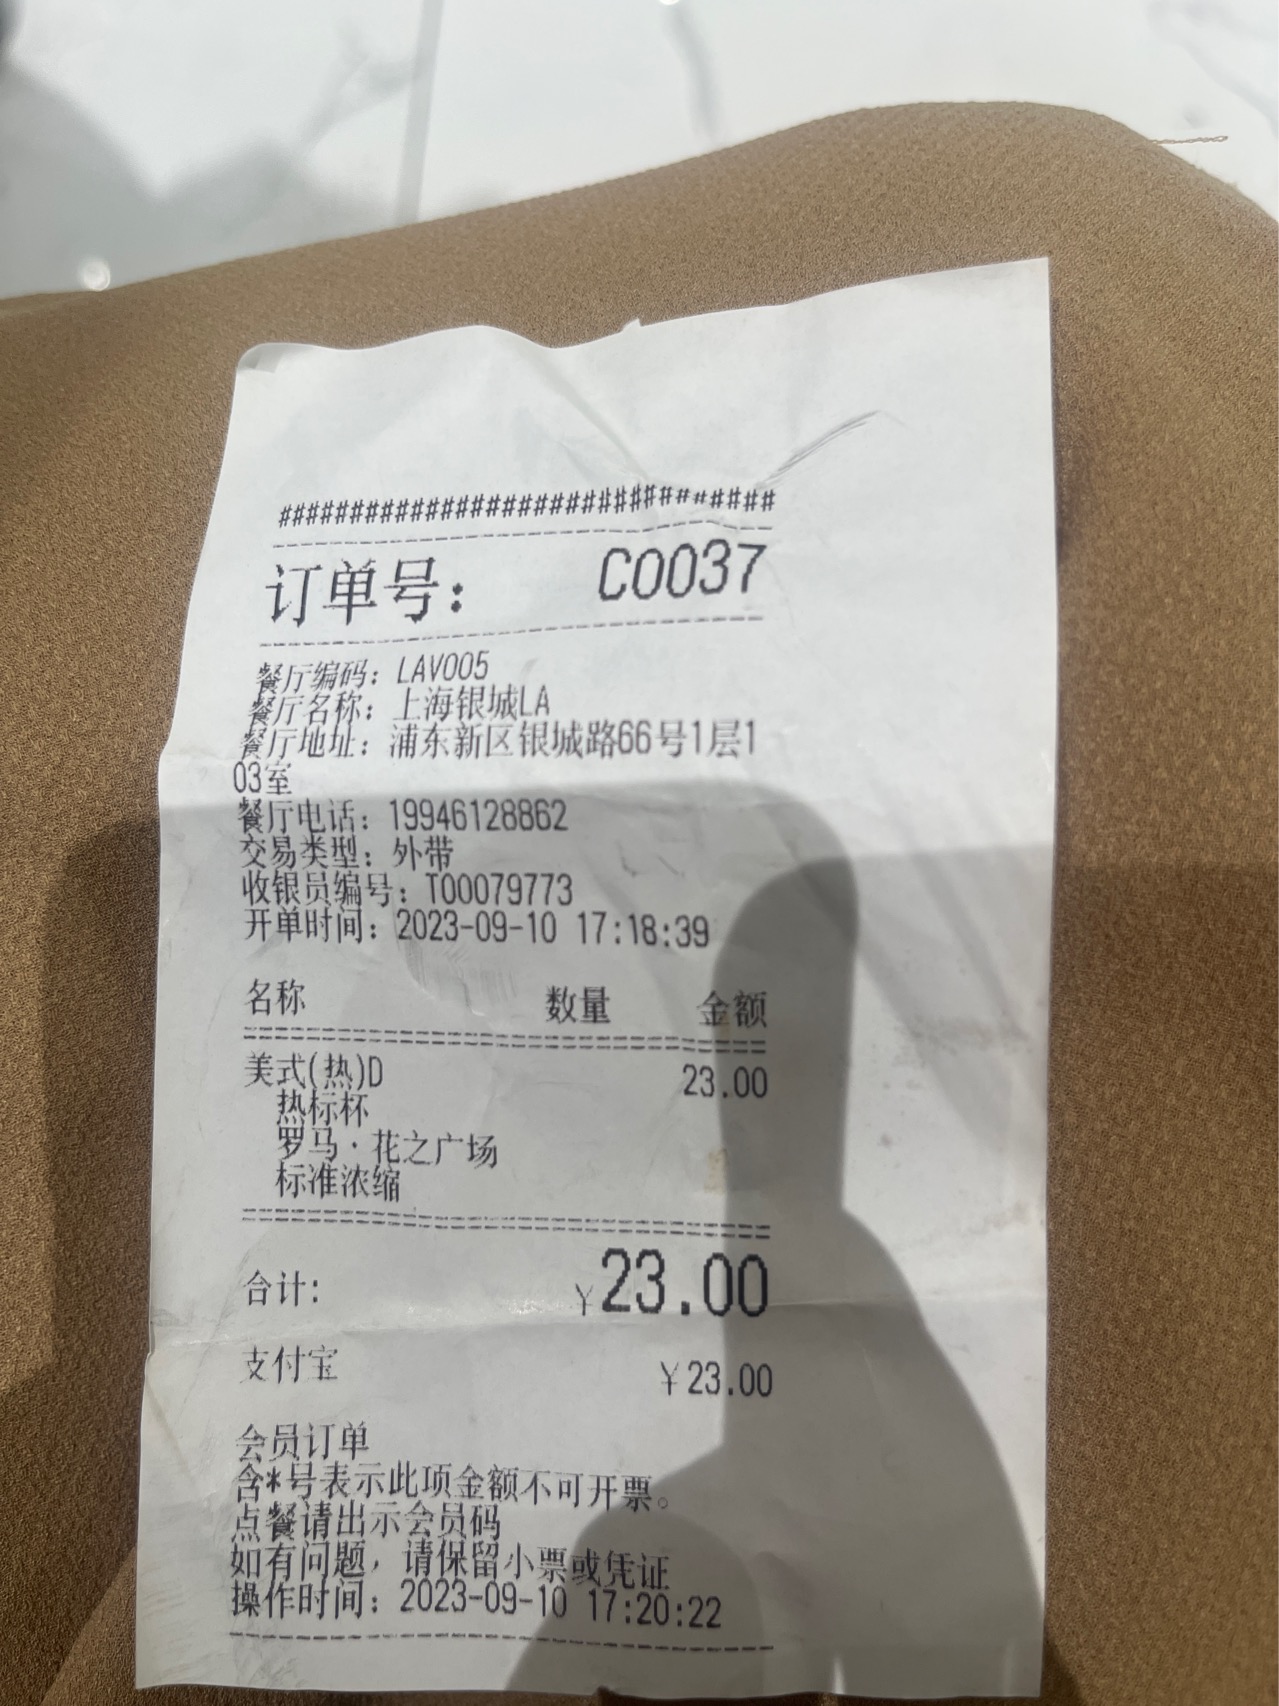 ##################################
订单号： C0037
餐厅编码：LAV005
餐厅名称：上海银城LA
餐厅地址：浦东新区银城路66号1层1
03室
餐厅电话：19946128862
交易类型：外带
收银员编号：T00079773
开单时间：2023-09-10 17:18:39
名称 数量 金额
美式(热)D 23.00
热标杯
罗马·花之广场
标准浓缩
合计: ¥23.00
支付宝 ¥23.00
会员订单
含*号表示此项金额不可开票。
点餐请出示会员码
如有问题，请保留小票或凭证
操作时间：2023-09-10 17:20:22